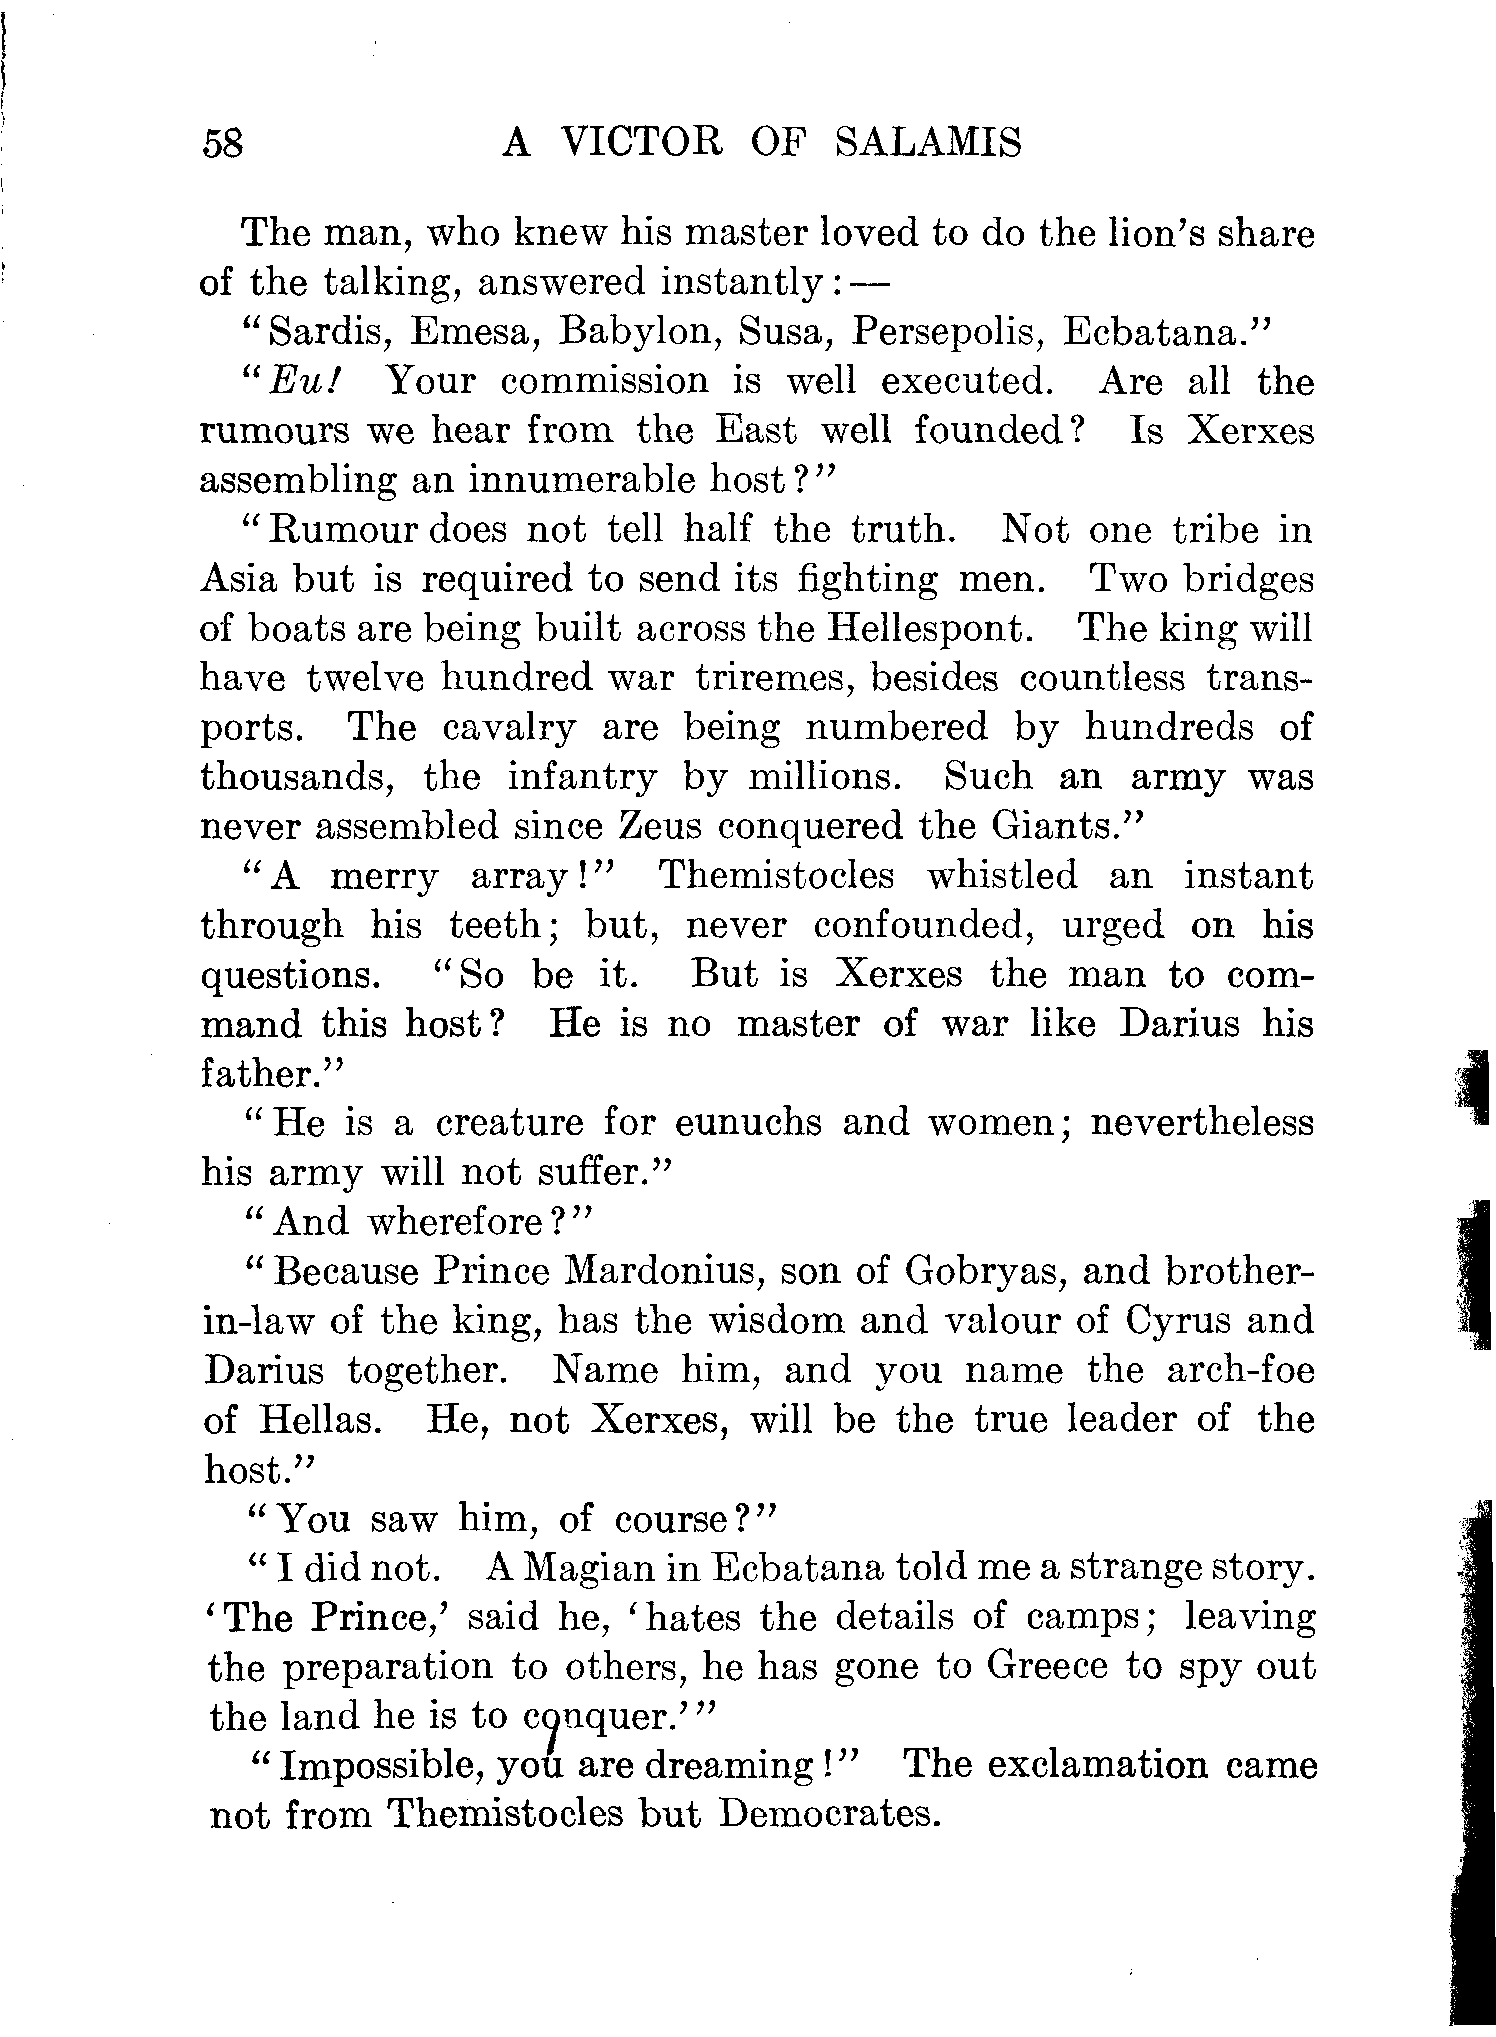 58 A VICTOR OF SALAMIS
The man, who knew his master loved to do the lion's share
of the talking, answered instantly:—
"Sardis, Emesa, Babylon, Susa, Persepolis, Ecbatana."
"Eu! Your commission is well executed. Are all the
rumours we hear from the East well founded? Is Xerxes
assembling an innumerable host?"
"Rumour does not tell half the truth. Not one tribe in
Asia but is required to send its fighting men. Two bridges
of boats are being built across the Hellespont. The king will
have twelve hundred war triremes, besides countless trans-
ports. The cavalry are being numbered by hundreds of
thousands, the infantry by millions. Such an army was
never assembled since Zeus conquered the Giants."
"A merry array!" Themistocles whistled an instant
through his teeth; but, never confounded, urged on his
questions. "So be it. But is Xerxes the man to com-
mand this host? He is no master of war like Darius his
father."
"He is a creature for eunuchs and women; nevertheless
his army will not suffer."
"And wherefore?"
"Because Prince Mardonius, son of Gobryas, and brother-
in-law of the king, has the wisdom and valour of Cyrus and
Darius together. Name him, and you name the arch-foe
of Hellas. He, not Xerxes, will be the true leader of the
host."
"You saw him, of course?"
"I did not. A Magian in Ecbatana told me a strange story.
'The Prince,' said he, 'hates the details of camps; leaving
the preparation to others, he has gone to Greece to spy out
the land he is to conquer.'"
"Impossible, you are dreaming!" The exclamation came
not from Themistocles but Democrates.